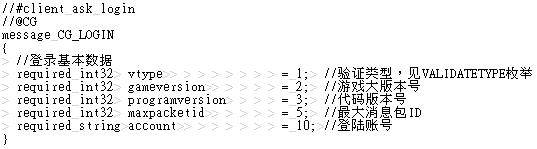 //#client_ask_login
//@CG
message CG_LOGIN
{
> //登录基本数据
> required int32> vtype>>>>>>>>= 1;> //验证类型，见VALIDATETYPE枚举
> required int32> gameversion>>>>>>= 2;> //游戏大版本号
> required int32> programversion >>>>= 3;> //代码版本号
> required int32> maxpacketid>>>>>= 5;> //最大消息包ID
> required string account>>>>>>>= 10;> //登陆账号
}